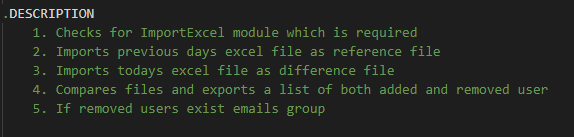 .DESCRIPTION
1. Checks for ImportExcel module which is required
2. Imports previous days excel file as reference file
3. Imports todays excel file as difference file
4. Compares files and exports a list of both added and removed user
5. If removed users exist emails group